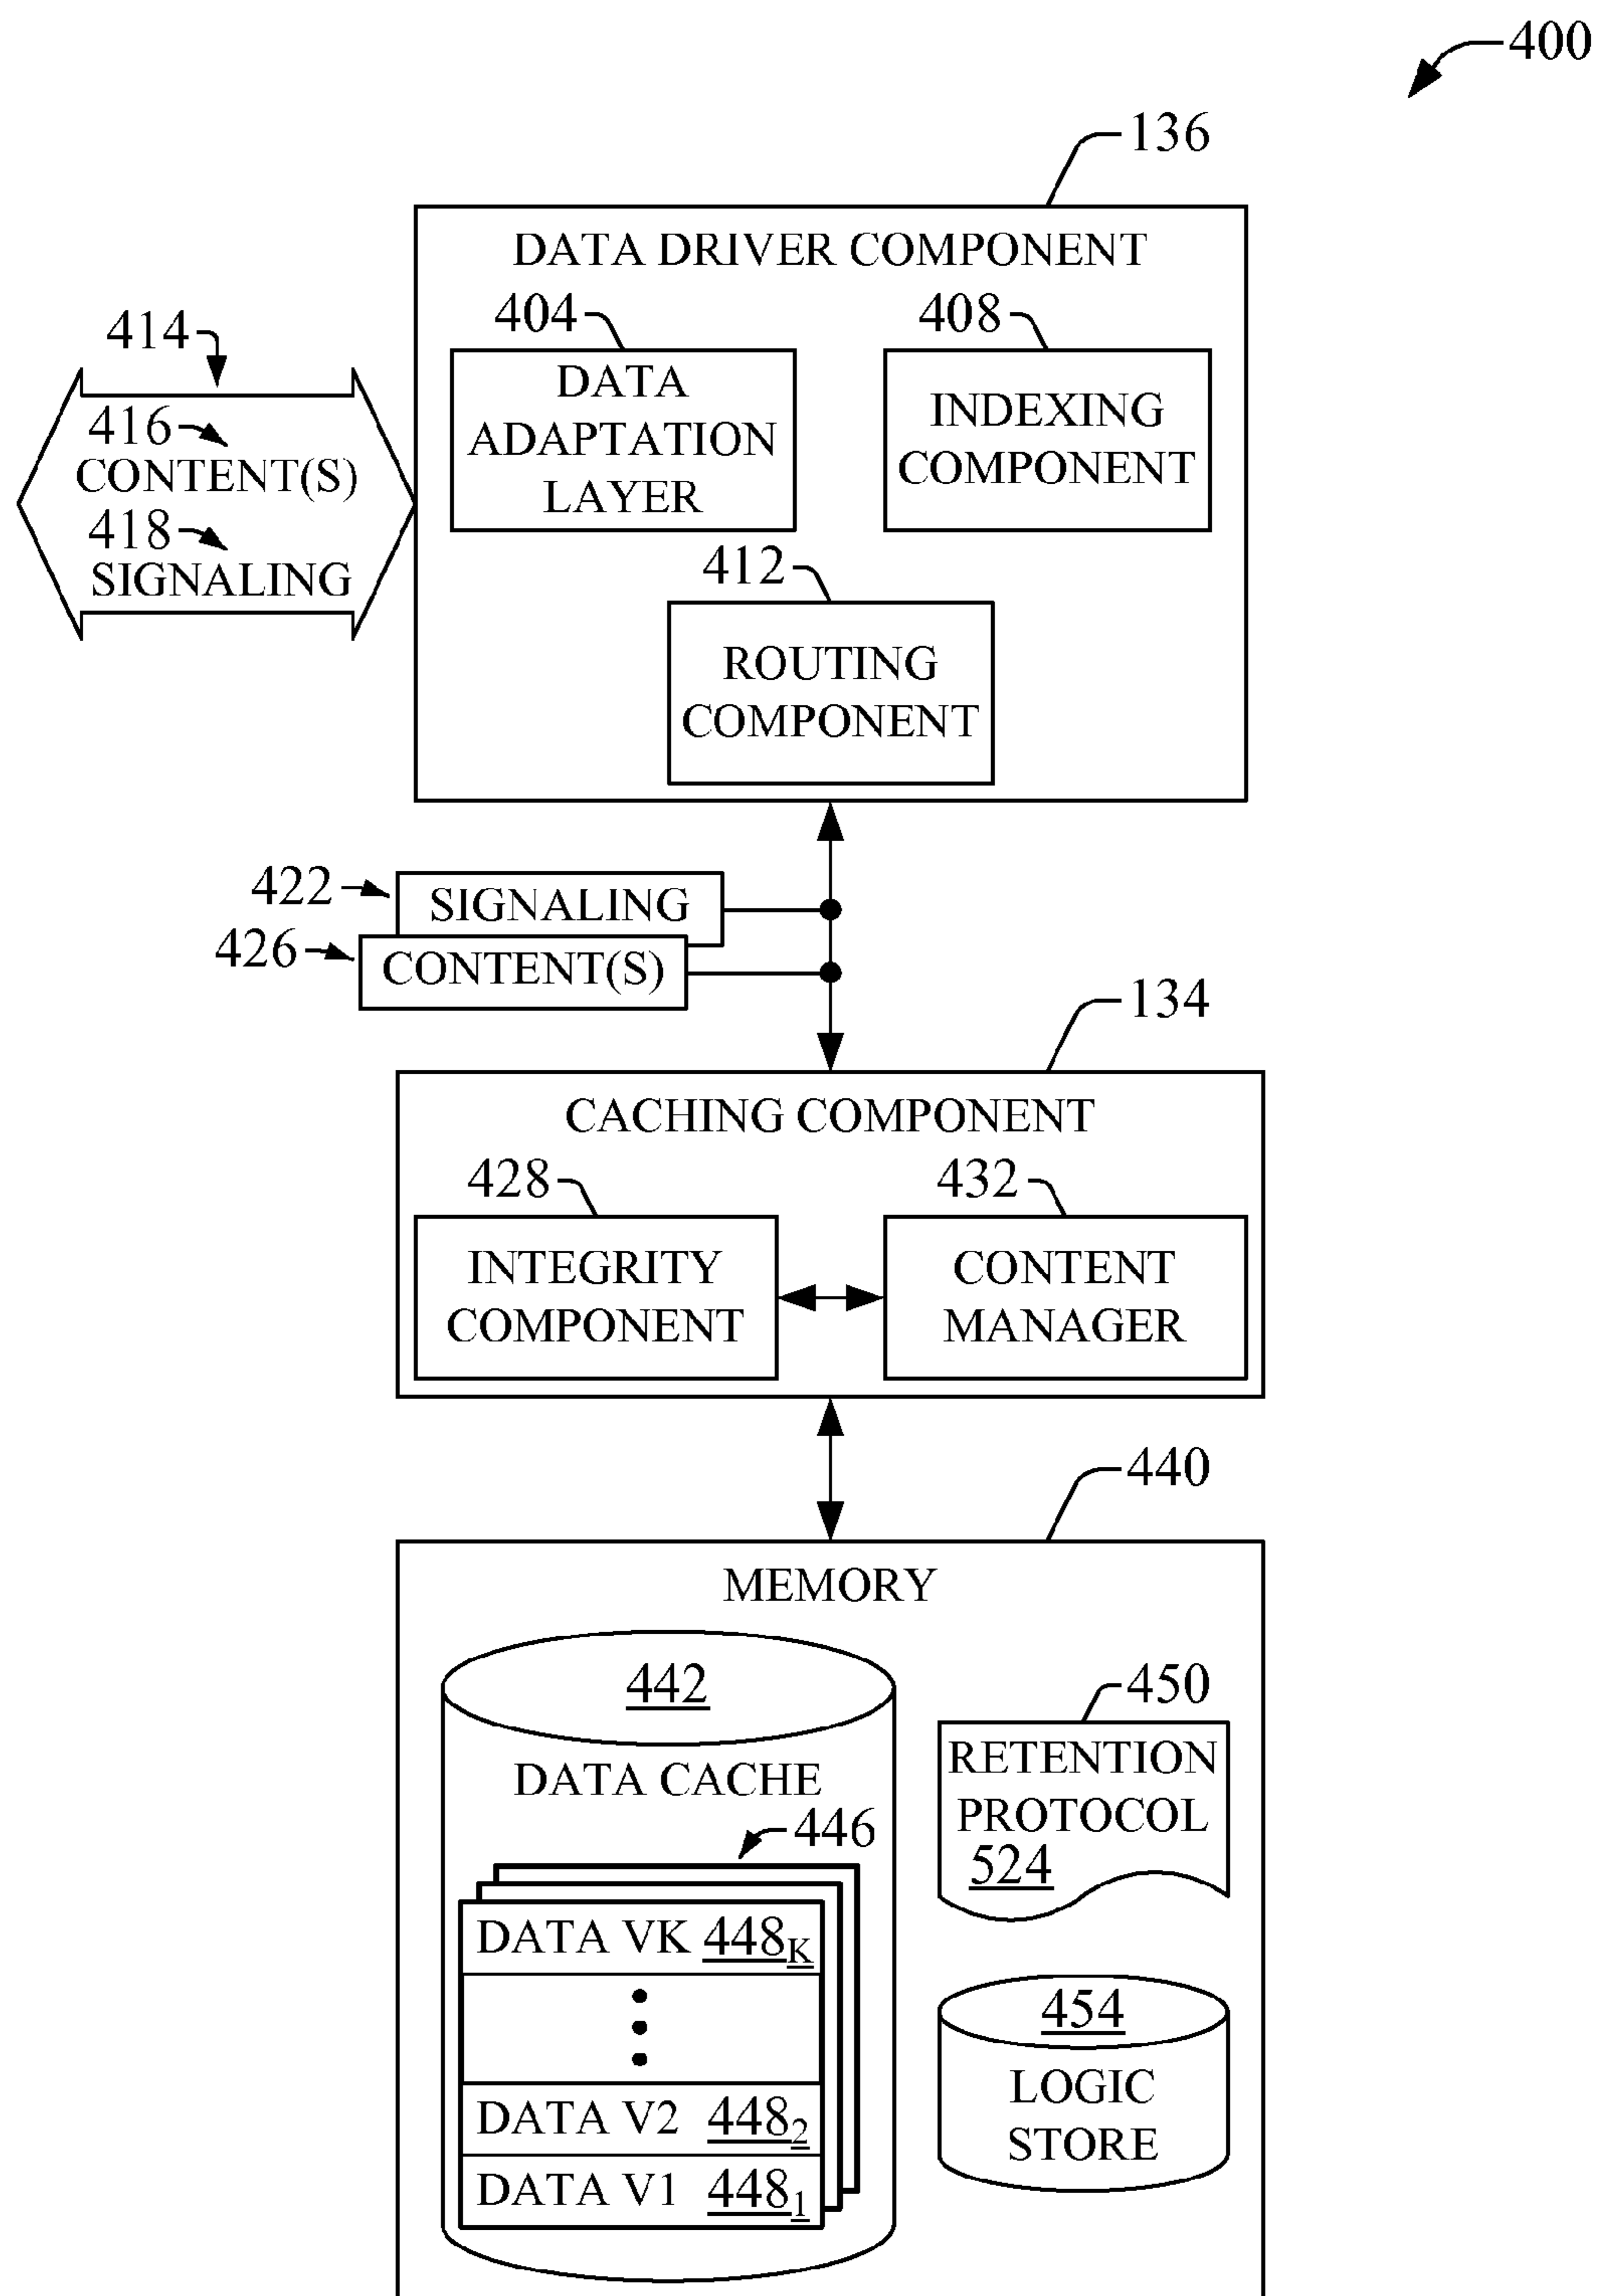 400
136
DATA DRIVER COMPONENT
404
408
DATA
ADAPTATION
LAYER
INDEXING
COMPONENT
412
ROUTING
COMPONENT
414
416
CONTENT(S)
418
SIGNALING
422
SIGNALING
426
CONTENT(S)
134
CACHING COMPONENT
428
432
INTEGRITY
COMPONENT
CONTENT
MANAGER
440
MEMORY
442
DATA CACHE
446
DATA VK 448K
DATA V2 4482
DATA V1 4481
450
RETENTION
PROTOCOL
524
454
LOGIC
STORE